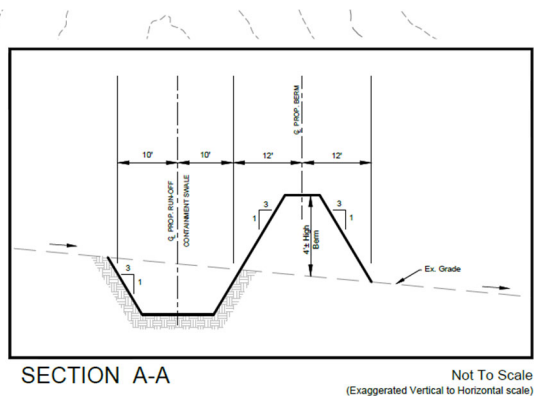 10'
10'
12'
12'
℄ PROP. RUN-OFF
CONTAINMENT SWALE
℄ PROP. BERM
3
1
3
1
3
1
4'± High
Berm
Ex. Grade
SECTION A-A
Not To Scale
(Exaggerated Vertical to Horizontal scale)